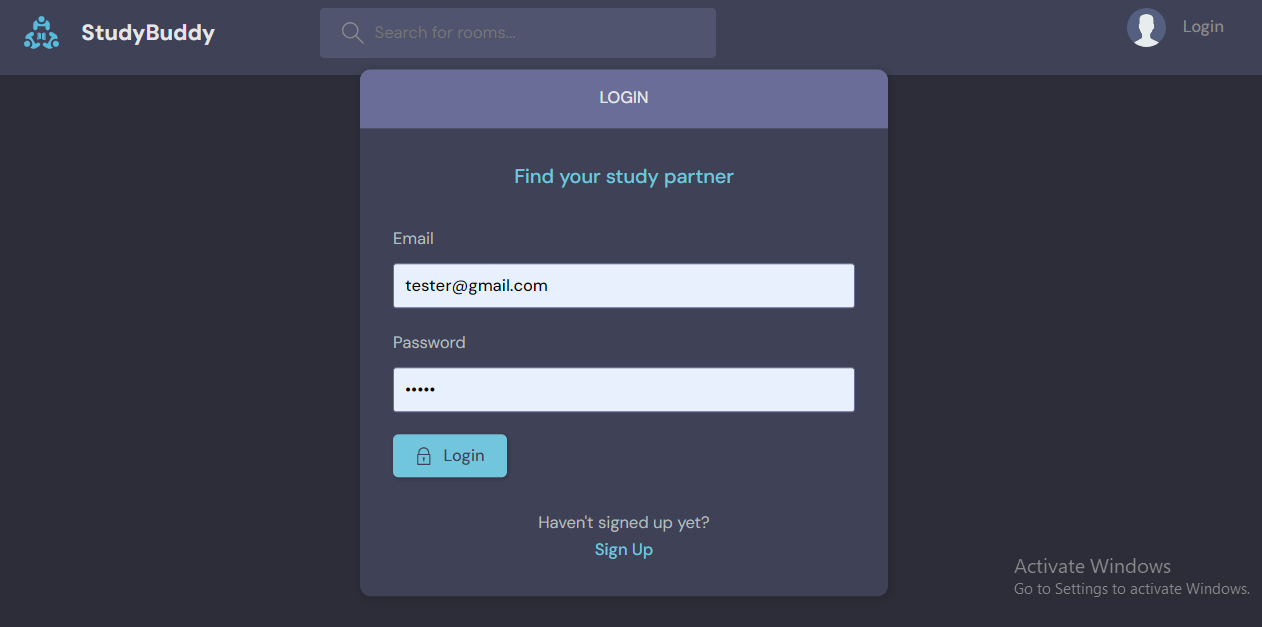 StudyBuddy
Search for rooms...
Login
LOGIN
Find your study partner
Email
tester@gmail.com
Password
•••••
Login
Haven't signed up yet?
Sign Up
Activate Windows
Go to Settings to activate Windows.